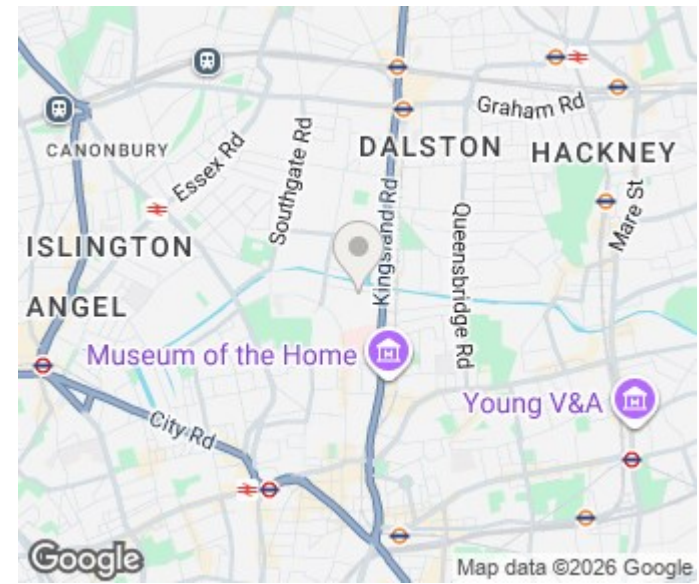 Graham Rd
DALSTON
HACKNEY
CANONBURY
Essex Rd
Southgate Rd
Mare St
Queensbridge Rd
Kingsland Rd
ISLINGTON
ANGEL
Museum of the Home
Young V&A
City Rd
Google
Map data ©2026 Google